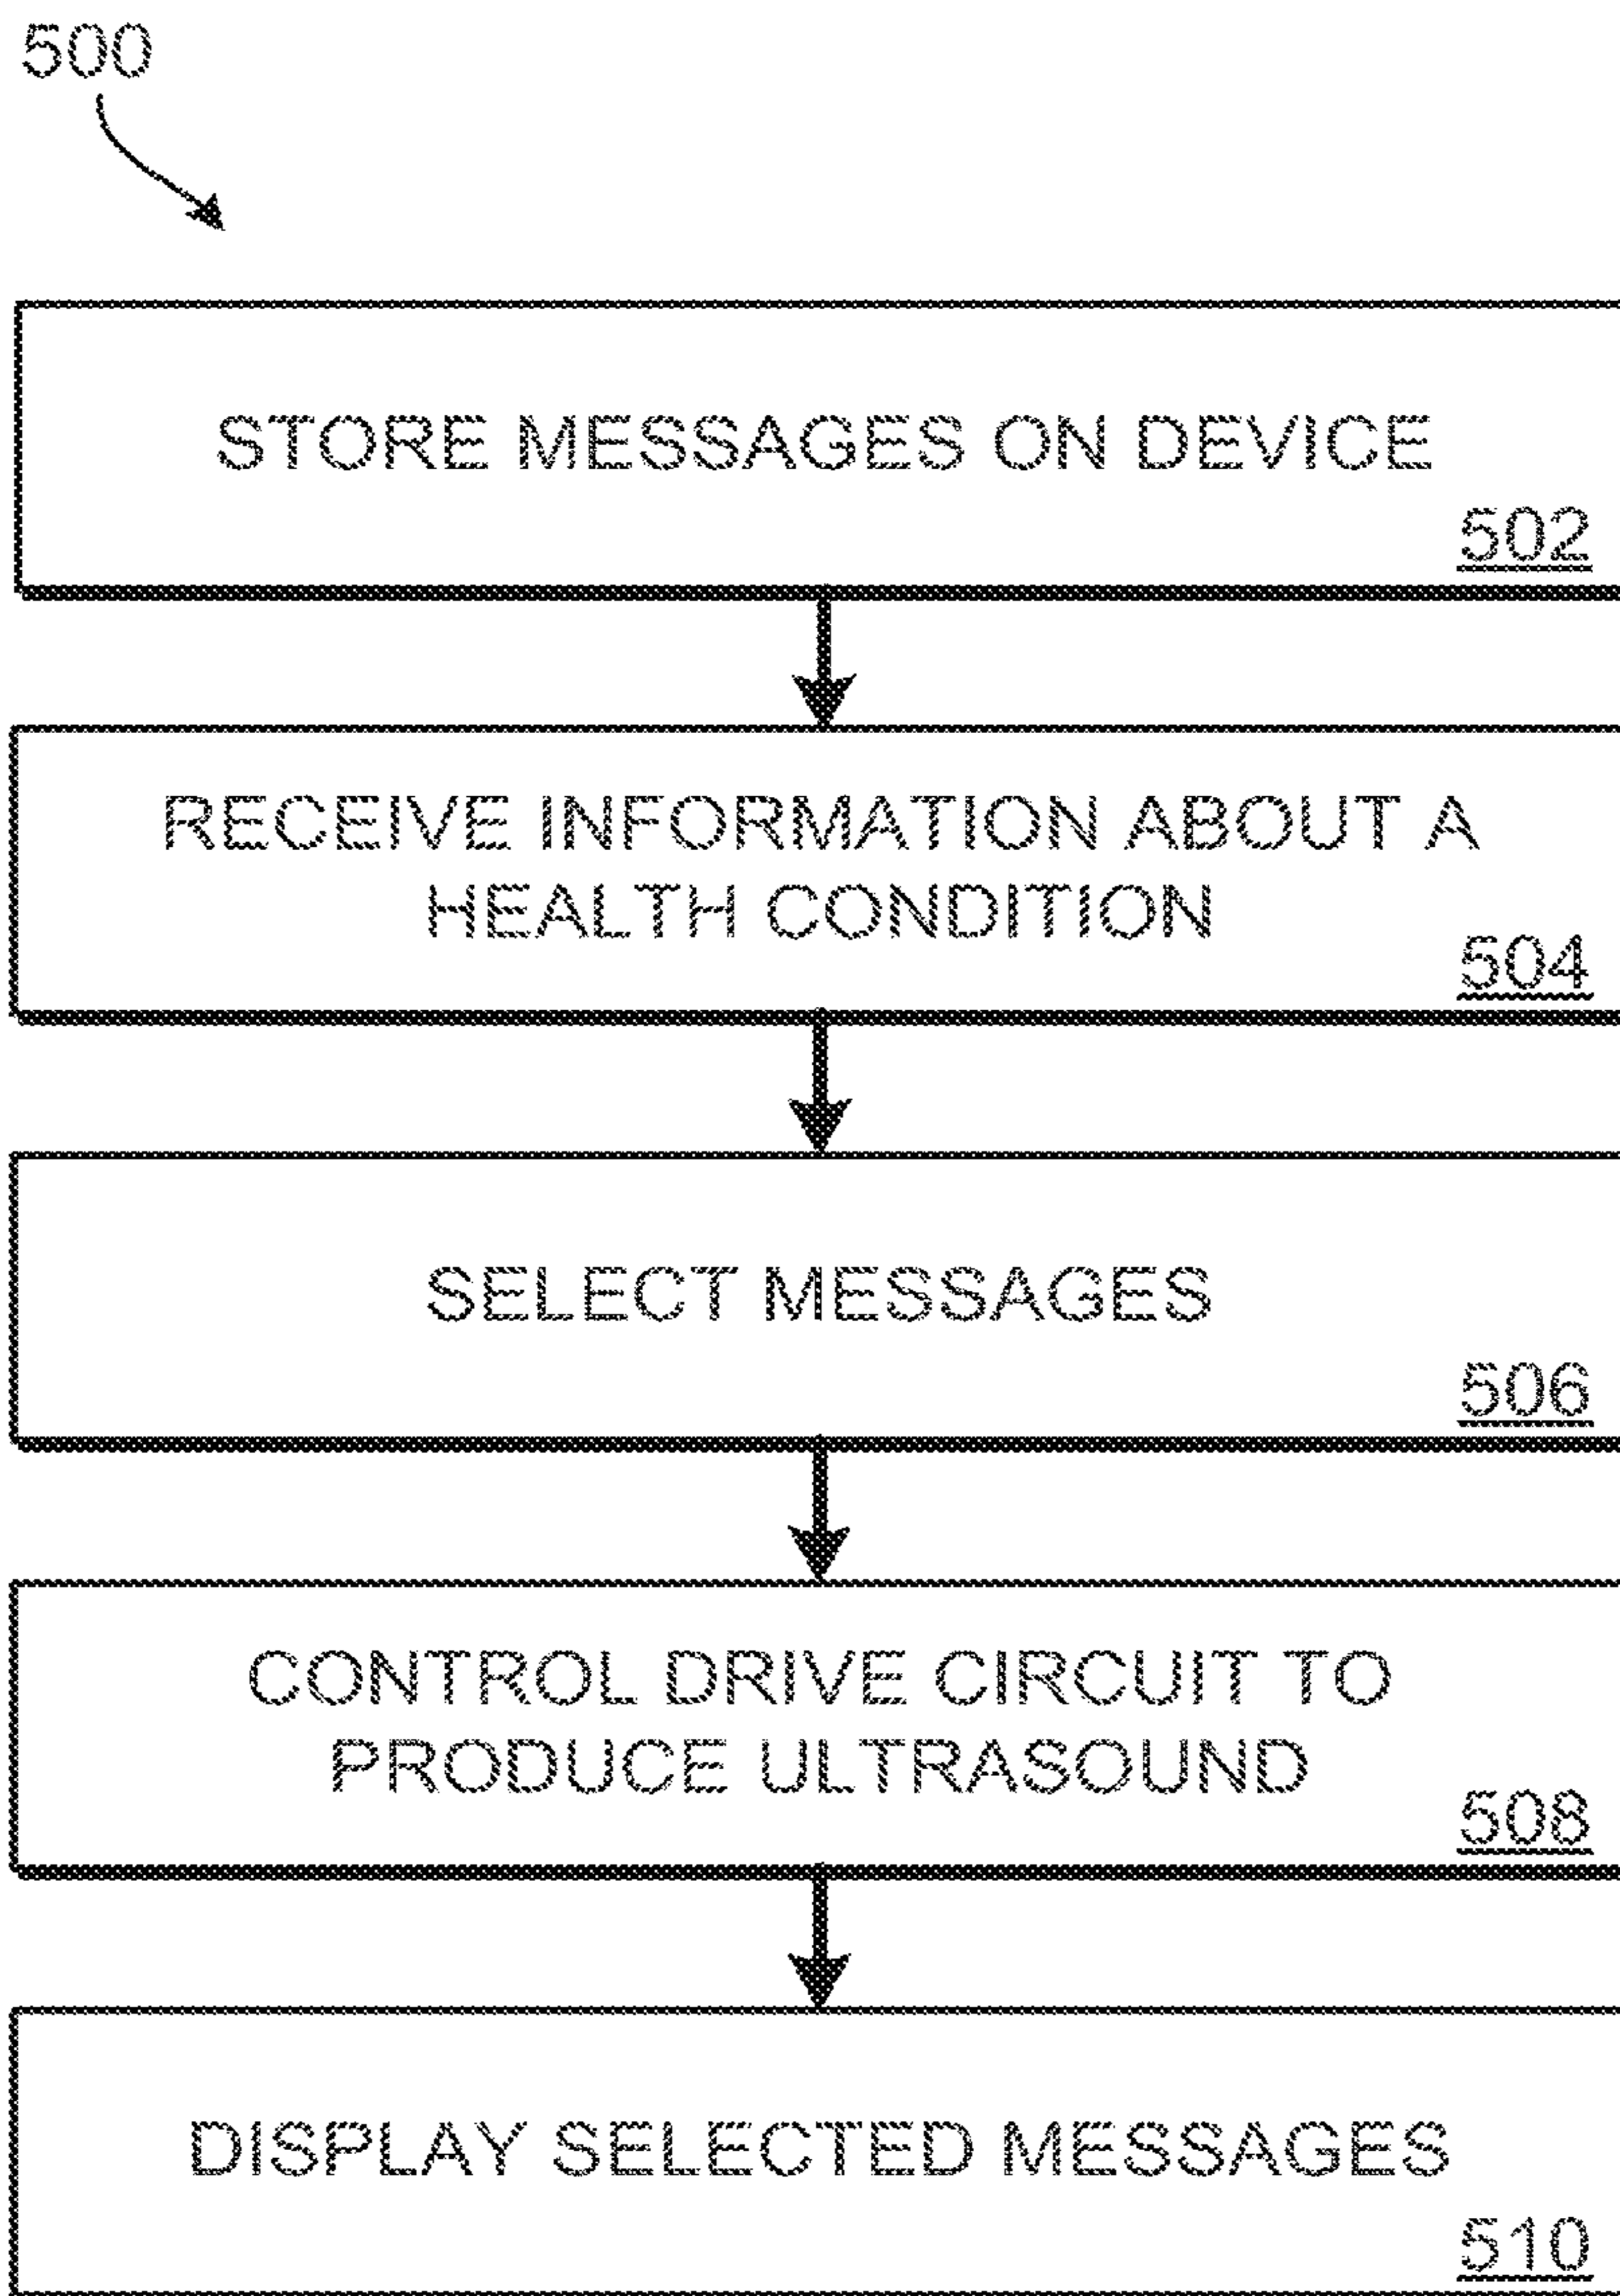 500
STORE MESSAGES ON DEVICE
502
RECEIVE INFORMATION ABOUT A
HEALTH CONDITION
504
SELECT MESSAGES
506
CONTROL DRIVE CIRCUIT TO
PRODUCE ULTRASOUND
508
DISPLAY SELECTED MESSAGES
510